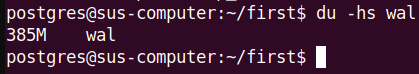 postgres@sus-computer:~/first$ du -hs wal
385M    wal
postgres@sus-computer:~/first$